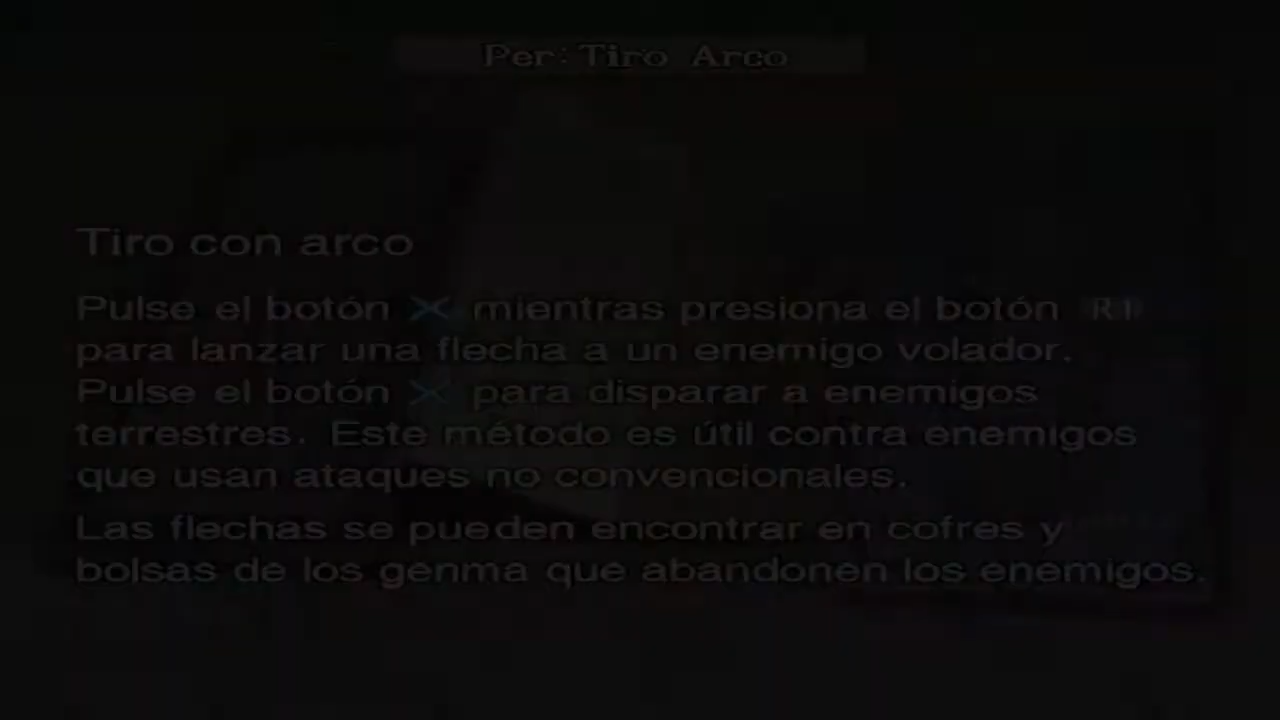 Per:Tiro Arco
Tiro con arco
Pulse el botón ✕ mientras presiona el botón R1
para lanzar una flecha a un enemigo volador.
Pulse el botón ✕ para disparar a enemigos
terrestres. Este método es útil contra enemigos
que usan ataques no convencionales.
Las flechas se pueden encontrar en cofres y
bolsas de los genma que abandonen los enemigos.